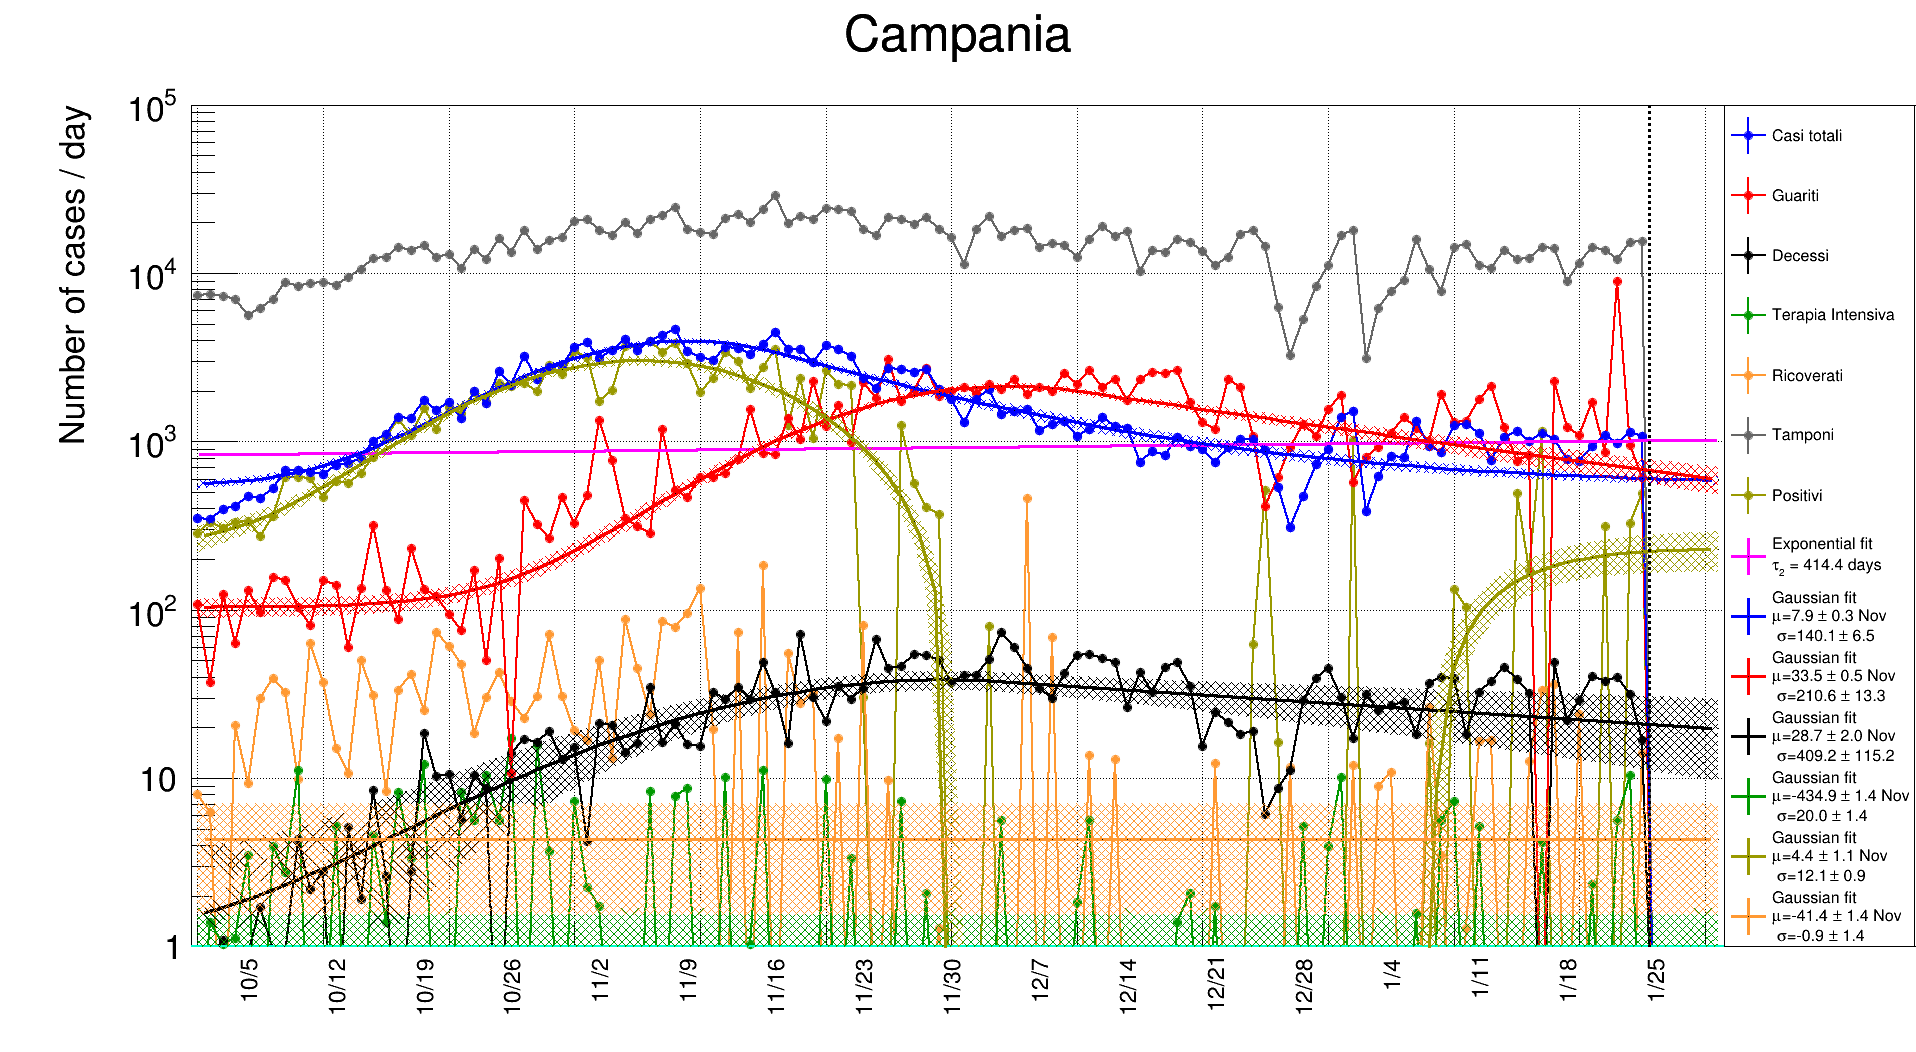 Campania
Number of cases / day
10^5
10^4
10^3
10^2
10
1
10/5
10/12
10/19
10/26
11/2
11/9
11/16
11/23
11/30
12/7
12/14
12/21
12/28
1/4
1/11
1/18
1/25
Casi totali
Guariti
Decessi
Terapia Intensiva
Ricoverati
Tamponi
Positivi
Exponential fit
τ₂ = 414.4 days
Gaussian fit
μ=7.9 ± 0.3 Nov
σ=140.1 ± 6.5
Gaussian fit
μ=33.5 ± 0.5 Nov
σ=210.6 ± 13.3
Gaussian fit
μ=28.7 ± 2.0 Nov
σ=409.2 ± 115.2
Gaussian fit
μ=-434.9 ± 1.4 Nov
σ=20.0 ± 1.4
Gaussian fit
μ=4.4 ± 1.1 Nov
σ=12.1 ± 0.9
Gaussian fit
μ=-41.4 ± 1.4 Nov
σ=-0.9 ± 1.4